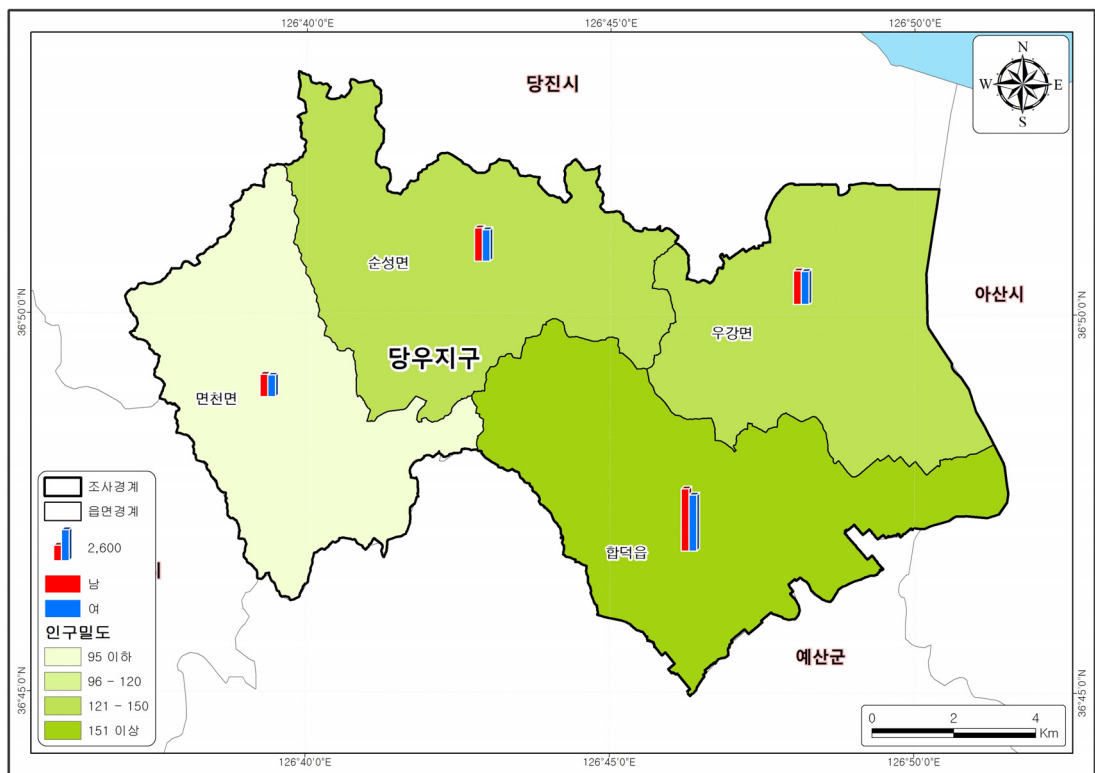 126°40'0"E
126°45'0"E
126°50'0"E
당진시
N
W
E
S
순성면
36°50'0"N
36°50'0"N
아산시
우강면
당우지구
면천면
조사경계
읍면경계
2,600
남
여
인구밀도
95 이하
96 - 120
121 - 150
151 이상
합덕읍
예산군
36°45'0"N
36°45'0"N
0
2
4
Km
126°40'0"E
126°45'0"E
126°50'0"E